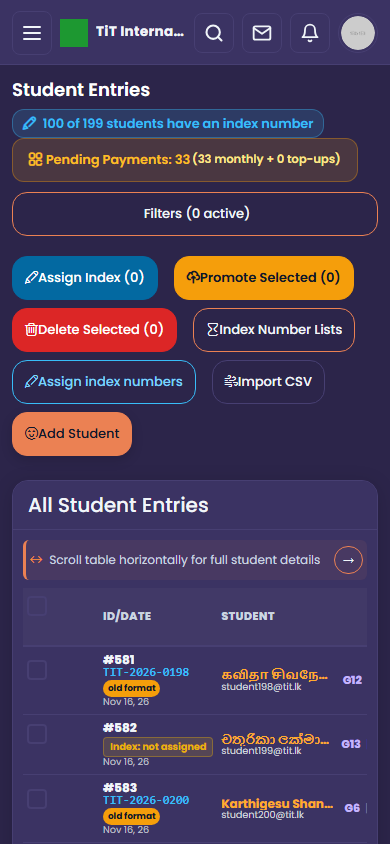 TiT Interna...
Student Entries
100 of 199 students have an index number
Pending Payments: 33 (33 monthly + 0 top-ups)
Filters (0 active)
Assign Index (0)
Promote Selected (0)
Delete Selected (0)
Index Number Lists
Assign index numbers
Import CSV
Add Student
All Student Entries
Scroll table horizontally for full student details
ID/DATE STUDENT
#581
TIT-2026-0198
old format
Nov 16, 26
கவிதா சிவநே...
student198@tit.lk
G12
#582
Index: not assigned
Nov 16, 26
චතුරිකා ක්‍රේමා...
student199@tit.lk
G13
#583
TIT-2026-0200
old format
Nov 16, 26
Karthigesu Shan...
student200@tit.lk
G6